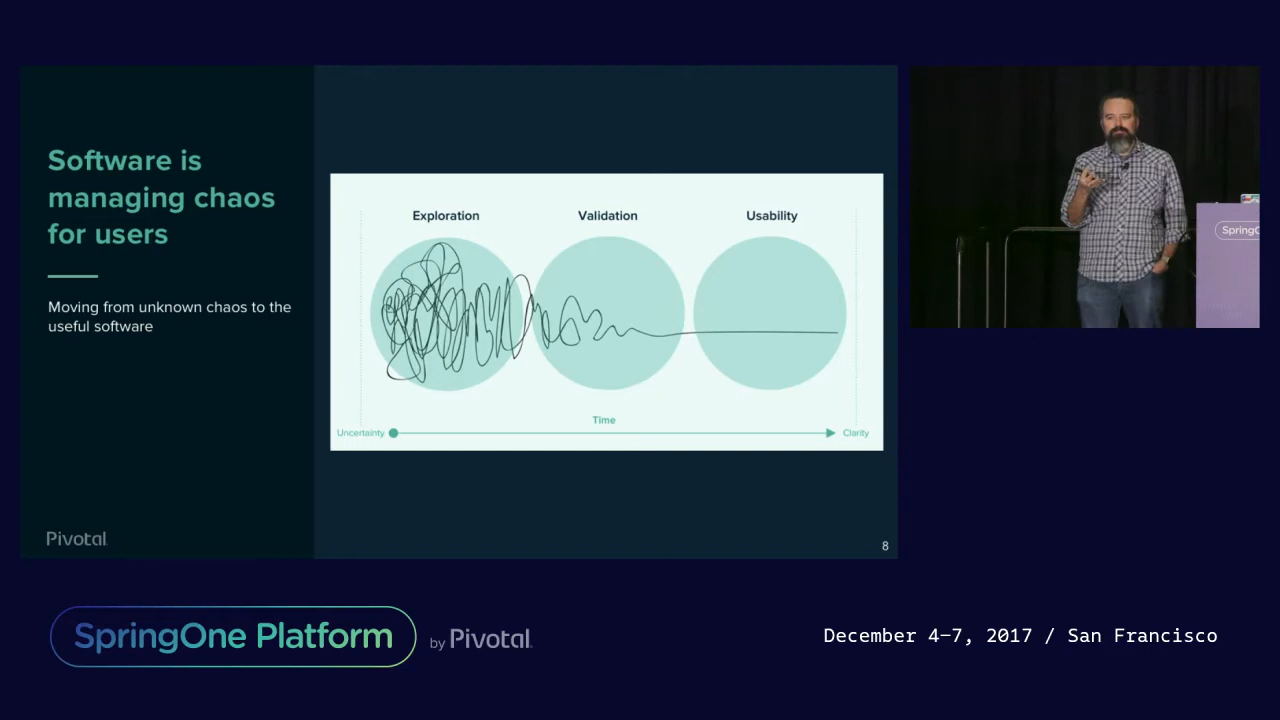 Software is
managing chaos
for users
Moving from unknown chaos to the
useful software
Exploration
Validation
Usability
Time
Uncertainty
Clarity
Pivotal
8
SpringO
SpringOne Platform
by Pivotal.
December 4–7, 2017 / San Francisco